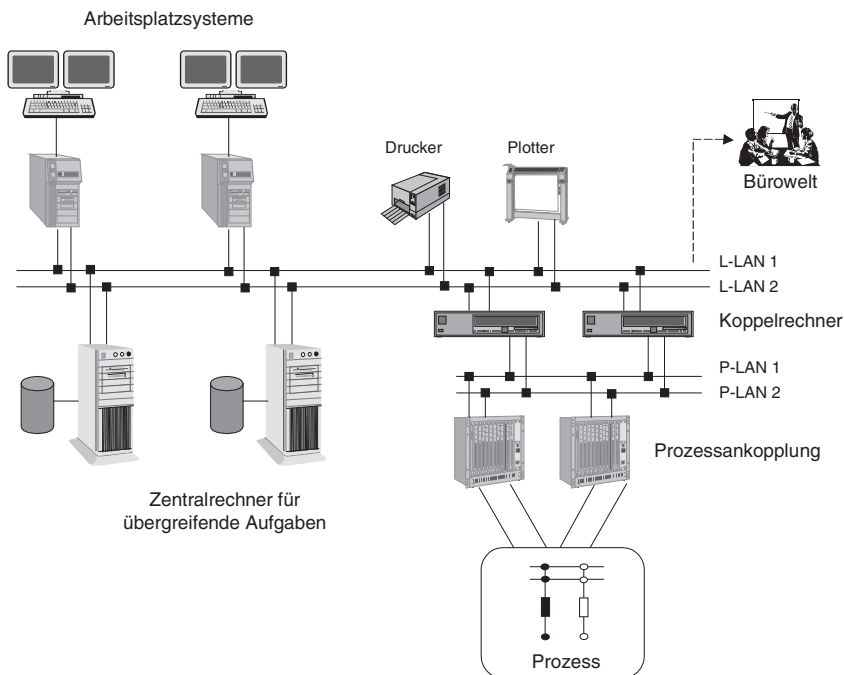 Arbeitsplatzsysteme
Drucker
Plotter
Bürowelt
L-LAN 1
L-LAN 2
Koppelrechner
P-LAN 1
P-LAN 2
Prozessankopplung
Zentralrechner für
übergreifende Aufgaben
Prozess